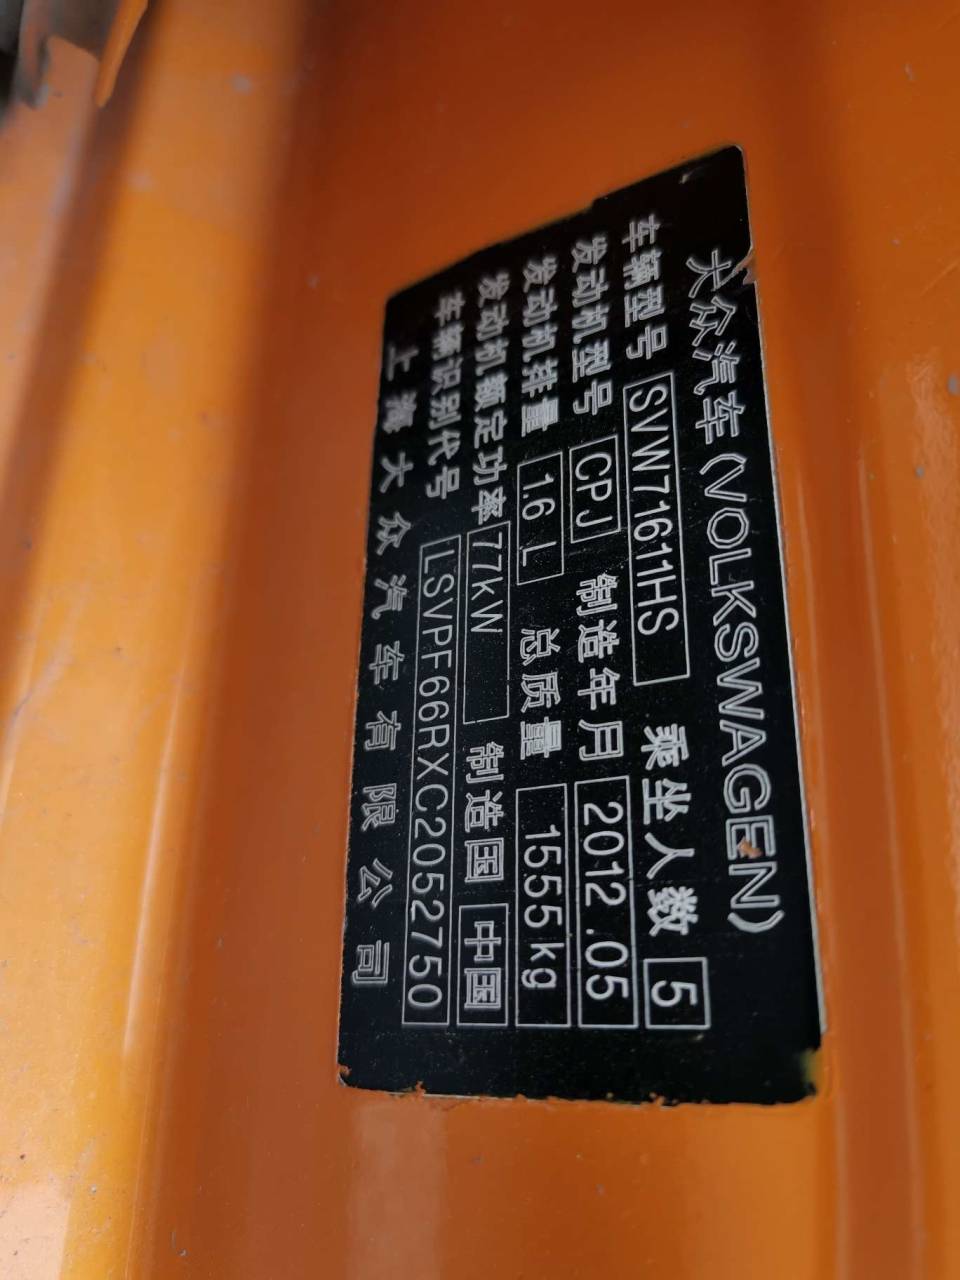 大众汽车(VOLKSWAGEN)
车辆型号 SVW71611HS 乘坐人数 5
发动机型号 CPJ 制造年月 2012.05
发动机排量 1.6 L 总质量 1555kg
发动机额定功率 77kW 制造国 中国
车辆识别代号 LSVPF66RXC2052750
上海大众汽车有限公司